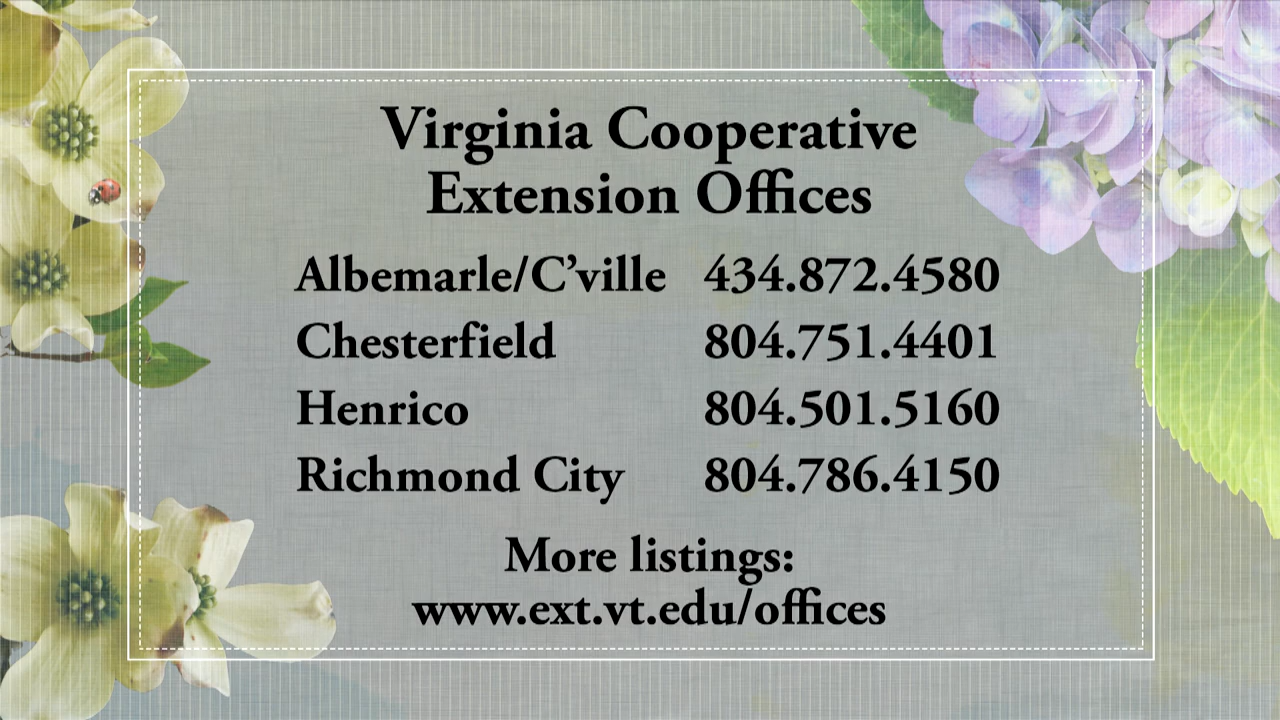 Virginia Cooperative
Extension Offices
Albemarle/C’ville 434.872.4580
Chesterfield 804.751.4401
Henrico 804.501.5160
Richmond City 804.786.4150
More listings:
www.ext.vt.edu/offices